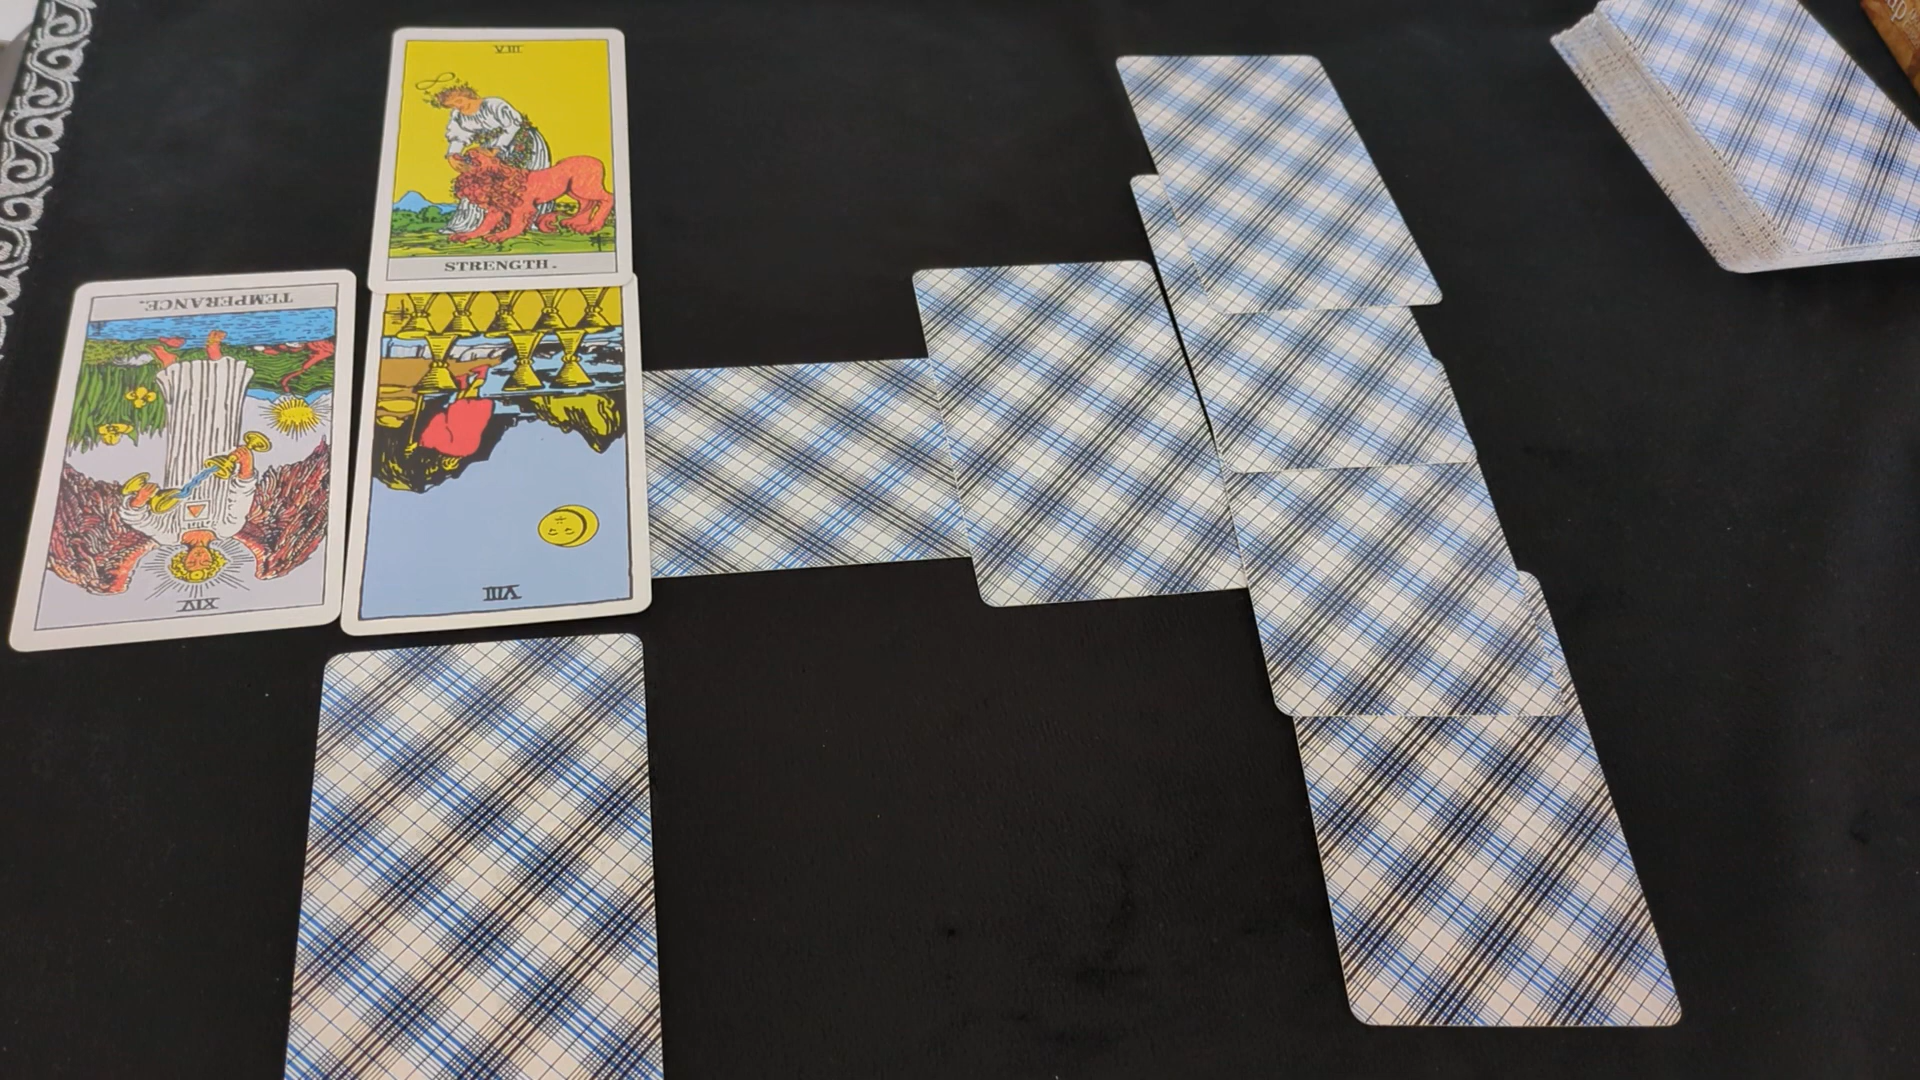 VIII
STRENGTH.
TEMPERANCE.
XIV
VIII